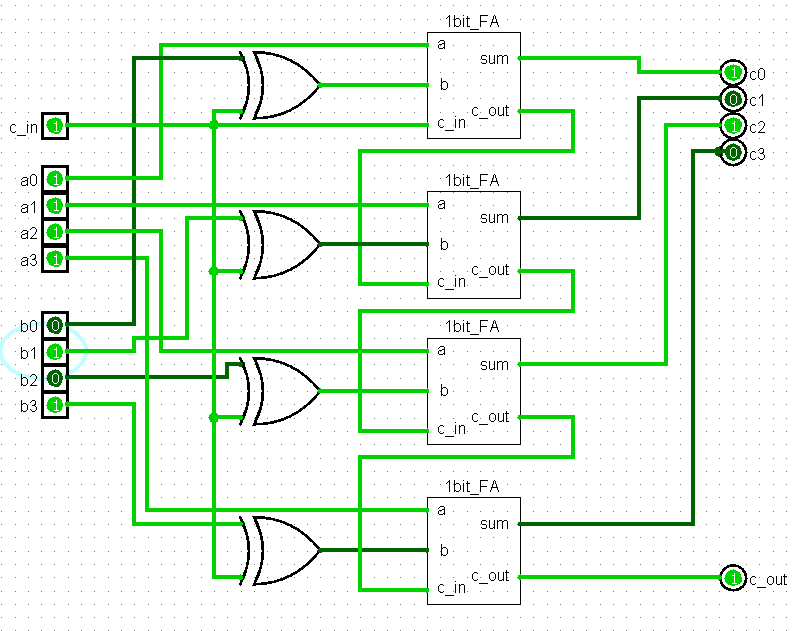 1bit_FA
a
sum
b
c_out
c_in
c_in 1
a0 1
a1 1
a2 1
a3 1
b0 0
b1 1
b2 0
b3 1
1bit_FA
a
sum
b
c_out
c_in
1bit_FA
a
sum
b
c_out
c_in
1bit_FA
a
sum
b
c_out
c_in
1 c0
0 c1
1 c2
0 c3
1 c_out